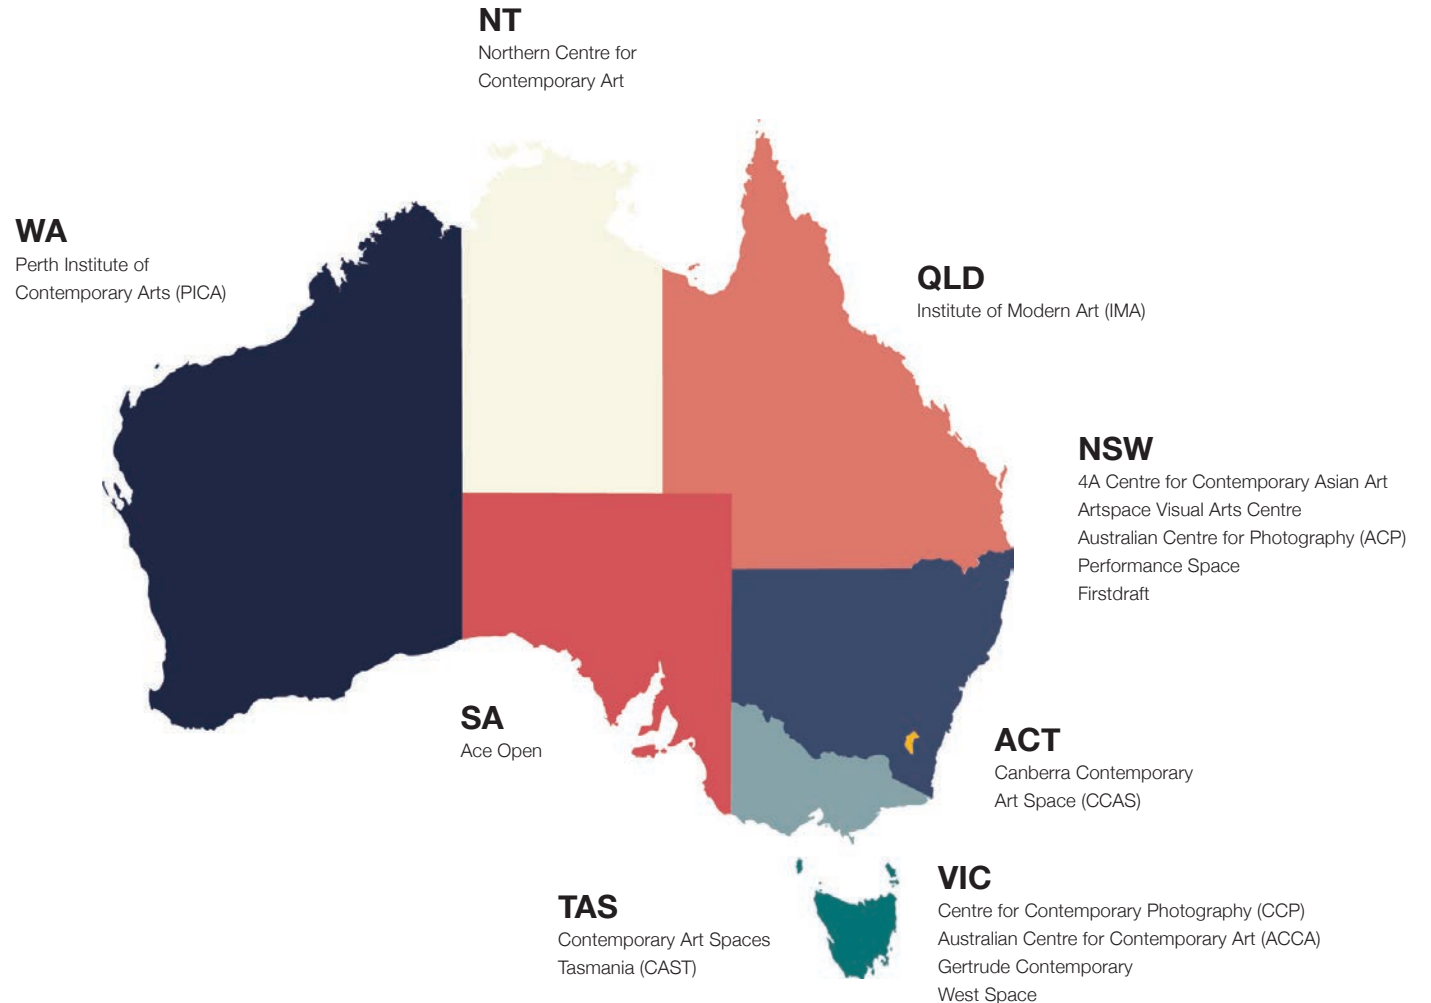 NT
Northern Centre for
Contemporary Art
WA
Perth Institute of
Contemporary Arts (PICA)
QLD
Institute of Modern Art (IMA)
NSW
4A Centre for Contemporary Asian Art
Artspace Visual Arts Centre
Australian Centre for Photography (ACP)
Performance Space
Firstdraft
SA
Ace Open
ACT
Canberra Contemporary
Art Space (CCAS)
TAS
Contemporary Art Spaces
Tasmania (CAST)
VIC
Centre for Contemporary Photography (CCP)
Australian Centre for Contemporary Art (ACCA)
Gertrude Contemporary
West Space